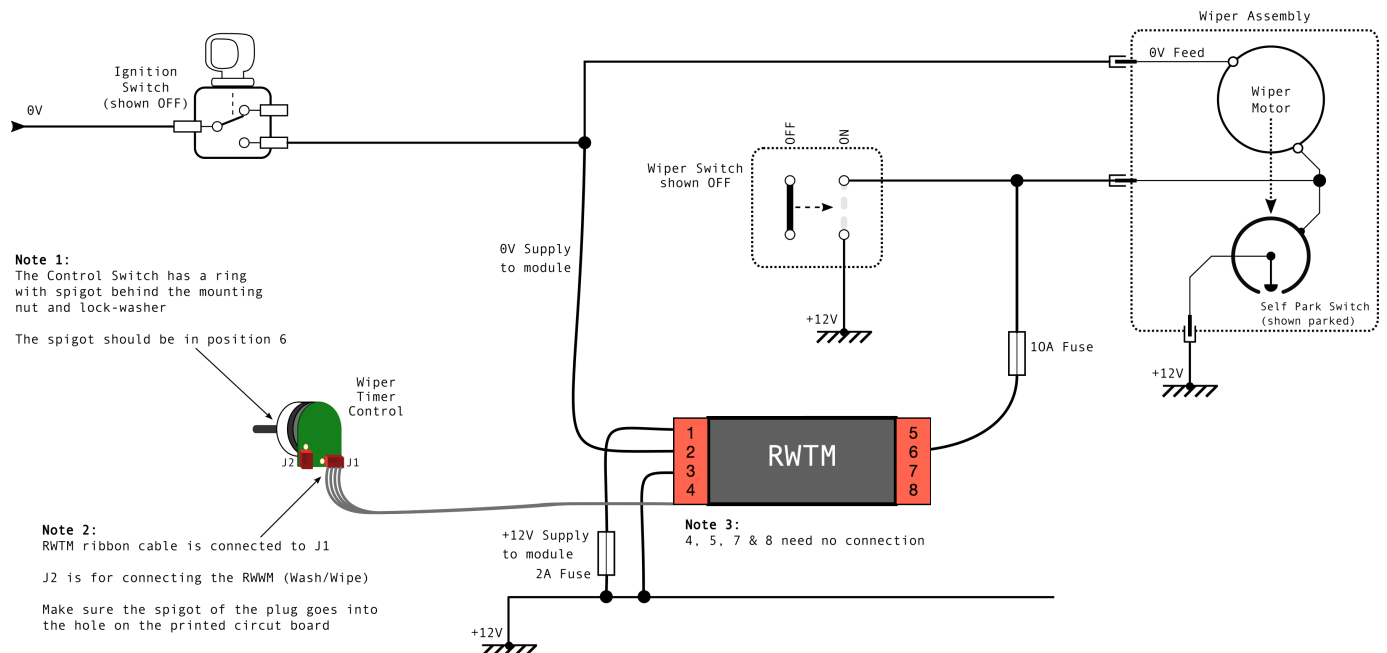 Wiper Assembly
Ignition
Switch
(shown OFF)
0V
0V Feed
Wiper
Motor
OFF
ON
Wiper Switch
shown OFF
0V Supply
to module
Note 1:
The Control Switch has a ring
with spigot behind the mounting
nut and lock-washer
The spigot should be in position 6
Self Park Switch
(shown parked)
+12V
10A Fuse
+12V
Wiper
Timer
Control
J2
J1
1
2
3
4
RWTM
5
6
7
8
Note 2:
RWTM ribbon cable is connected to J1
J2 is for connecting the RWWM (Wash/Wipe)
Make sure the spigot of the plug goes into
the hole on the printed circut board
Note 3:
4, 5, 7 & 8 need no connection
+12V Supply
to module
2A Fuse
+12V